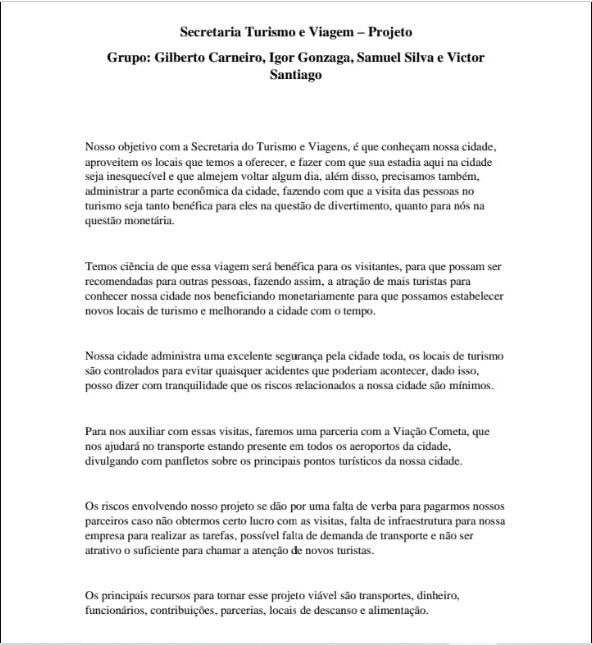 Secretaria Turismo e Viagem – Projeto
Grupo: Gilberto Carneiro, Igor Gonzaga, Samuel Silva e Victor
Santiago
Nosso objetivo com a Secretaria do Turismo e Viagens, é que conheçam nossa cidade,
aproveitem os locais que temos a oferecer, e fazer com que sua estadia aqui na cidade
seja inesquecível e que almejem voltar algum dia, além disso, precisamos também,
administrar a parte econômica da cidade, fazendo com que a visita das pessoas no
turismo seja tanto benéfica para eles na questão de divertimento, quanto para nós na
questão monetária.
Temos ciência de que essa viagem será benéfica para os visitantes, para que possam ser
recomendadas para outras pessoas, fazendo assim, a atração de mais turistas para
conhecer nossa cidade nos beneficiando monetariamente para que possamos estabelecer
novos locais de turismo e melhorando a cidade com o tempo.
Nossa cidade administra uma excelente segurança pela cidade toda, os locais de turismo
são controlados para evitar quaisquer acidentes que poderiam acontecer, dado isso,
posso dizer com tranquilidade que os riscos relacionados a nossa cidade são mínimos.
Para nos auxiliar com essas visitas, faremos uma parceria com a Viação Cometa, que
nos ajudará no transporte estando presente em todos os aeroportos da cidade,
divulgando com panfletos sobre os principais pontos turísticos da nossa cidade.
Os riscos envolvendo nosso projeto se dão por uma falta de verba para pagarmos nossos
parceiros caso não obtermos certo lucro com as visitas, falta de infraestrutura para nossa
empresa para realizar as tarefas, possível falta de demanda de transporte e não ser
atrativo o suficiente para chamar a atenção de novos turistas.
Os principais recursos para tornar esse projeto viável são transportes, dinheiro,
funcionários, contribuições, parcerias, locais de descanso e alimentação.